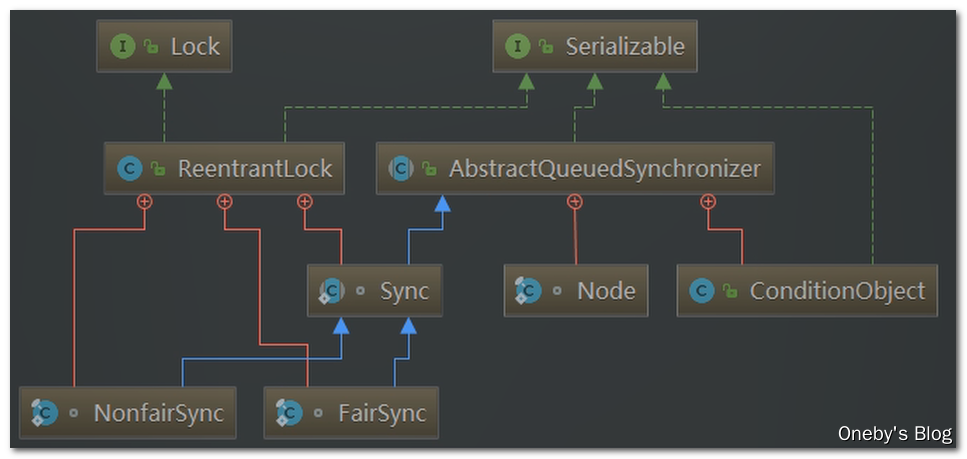 Lock
Serializable
ReentrantLock
AbstractQueuedSynchronizer
Sync
Node
ConditionObject
NonfairSync
FairSync
Oneby's Blog